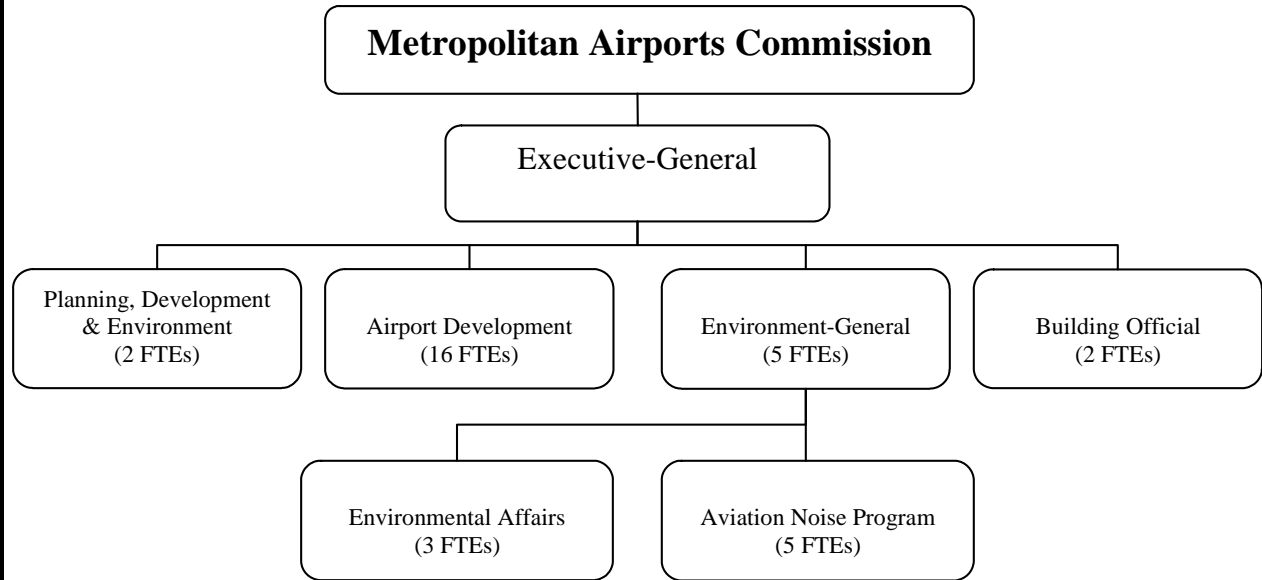 Metropolitan Airports Commission
Executive-General
Planning, Development
& Environment
(2 FTEs)
Airport Development
(16 FTEs)
Environment-General
(5 FTEs)
Building Official
(2 FTEs)
Environmental Affairs
(3 FTEs)
Aviation Noise Program
(5 FTEs)